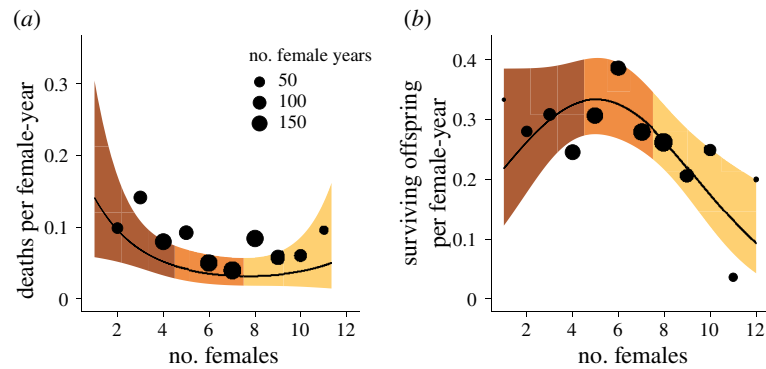 (a)
deaths per female-year
0.3
0.2
0.1
0
no. female years
50
100
150
2 4 6 8 10 12
no. females
(b)
surviving offspring
per female-year
0.4
0.3
0.2
0.1
0
2 4 6 8 10 12
no. females